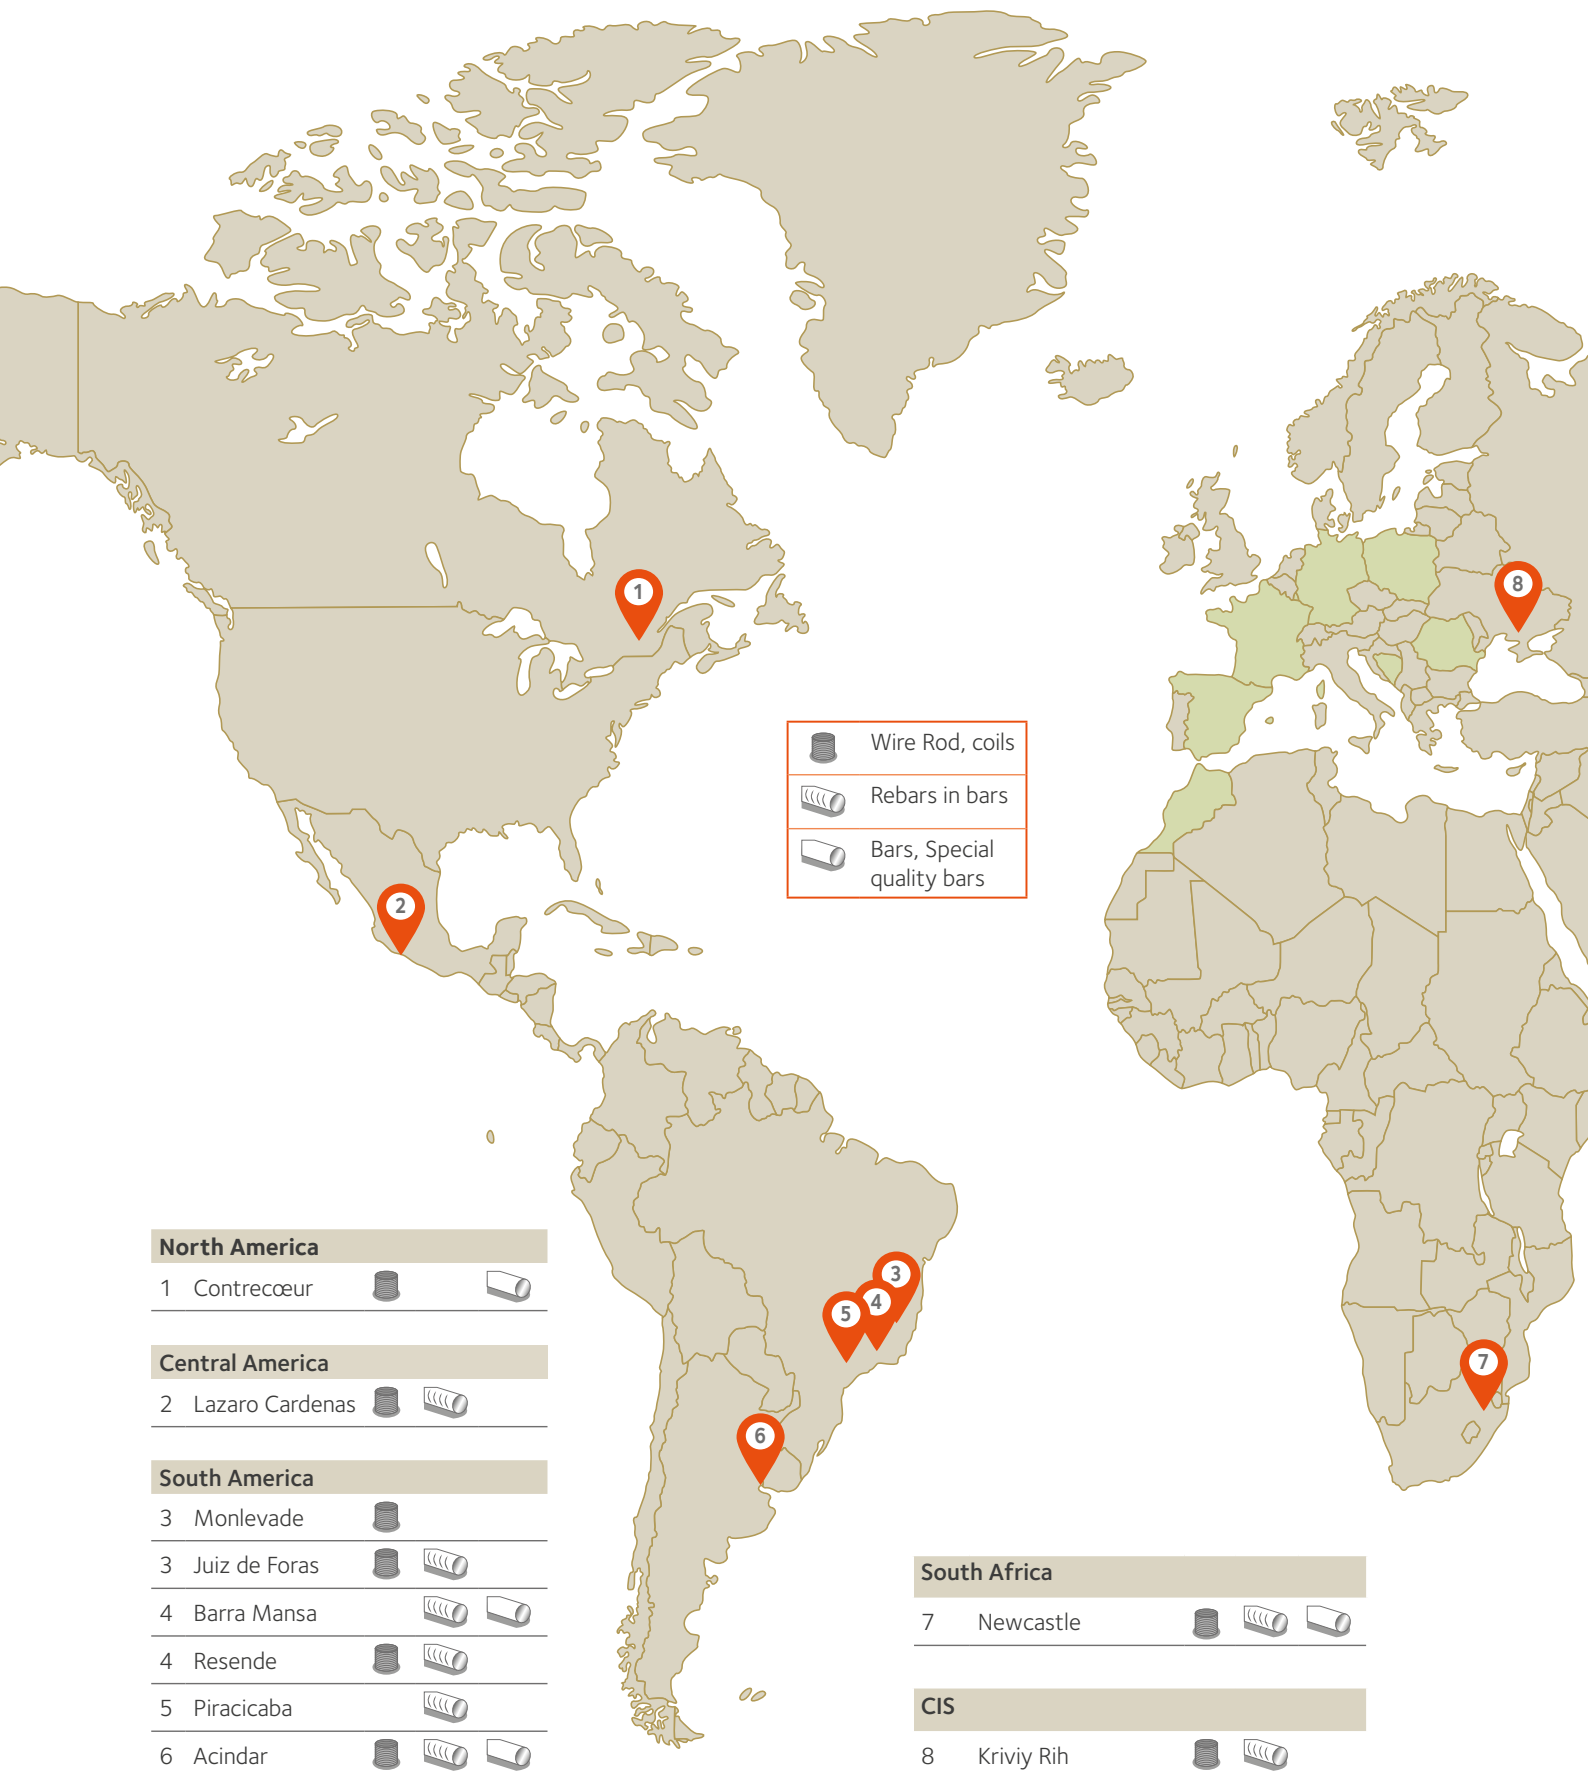 1
8
Wire Rod, coils
Rebars in bars
Bars, Special
quality bars
2
North America
1 Contrecœur
3
4
5
Central America
7
2 Lazaro Cardenas
6
South America
3 Monlevade
3 Juiz de Foras
4 Barra Mansa
4 Resende
5 Piracicaba
6 Acindar
South Africa
7 Newcastle
CIS
8 Kriviy Rih